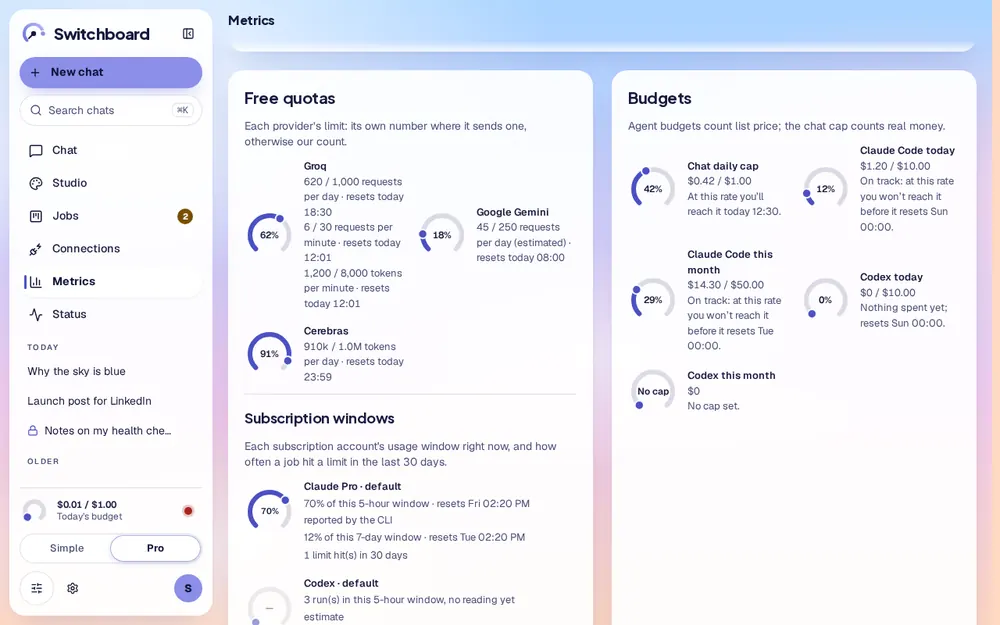 Switchboard
New chat
Search chats
⌘K
Chat
Studio
Jobs
2
Connections
Metrics
Status
TODAY
Why the sky is blue
Launch post for LinkedIn
Notes on my health che…
OLDER
$0.01 / $1.00
Today's budget
Simple
Pro
S
Metrics
Free quotas
Each provider's limit: its own number where it sends one,
otherwise our count.
62%
Groq
620 / 1,000 requests
per day · resets today
18:30
6 / 30 requests per
minute · resets today
12:01
1,200 / 8,000 tokens
per minute · resets
today 12:01
18%
Google Gemini
45 / 250 requests
per day (estimated) ·
resets today 08:00
91%
Cerebras
910k / 1.0M tokens
per day · resets today
23:59
Subscription windows
Each subscription account's usage window right now, and how
often a job hit a limit in the last 30 days.
70%
Claude Pro · default
70% of this 5-hour window · resets Fri 02:20 PM
reported by the CLI
12% of this 7-day window · resets Tue 02:20 PM
1 limit hit(s) in 30 days
—
Codex · default
3 run(s) in this 5-hour window, no reading yet
estimate
Budgets
Agent budgets count list price; the chat cap counts real money.
42%
Chat daily cap
$0.42 / $1.00
At this rate you'll
reach it today 12:30.
12%
Claude Code today
$1.20 / $10.00
On track: at this rate
you won't reach it
before it resets Sun
00:00.
29%
Claude Code this
month
$14.30 / $50.00
On track: at this rate
you won't reach it
before it resets Tue
00:00.
0%
Codex today
$0 / $10.00
Nothing spent yet;
resets Sun 00:00.
No cap
Codex this month
$0
No cap set.